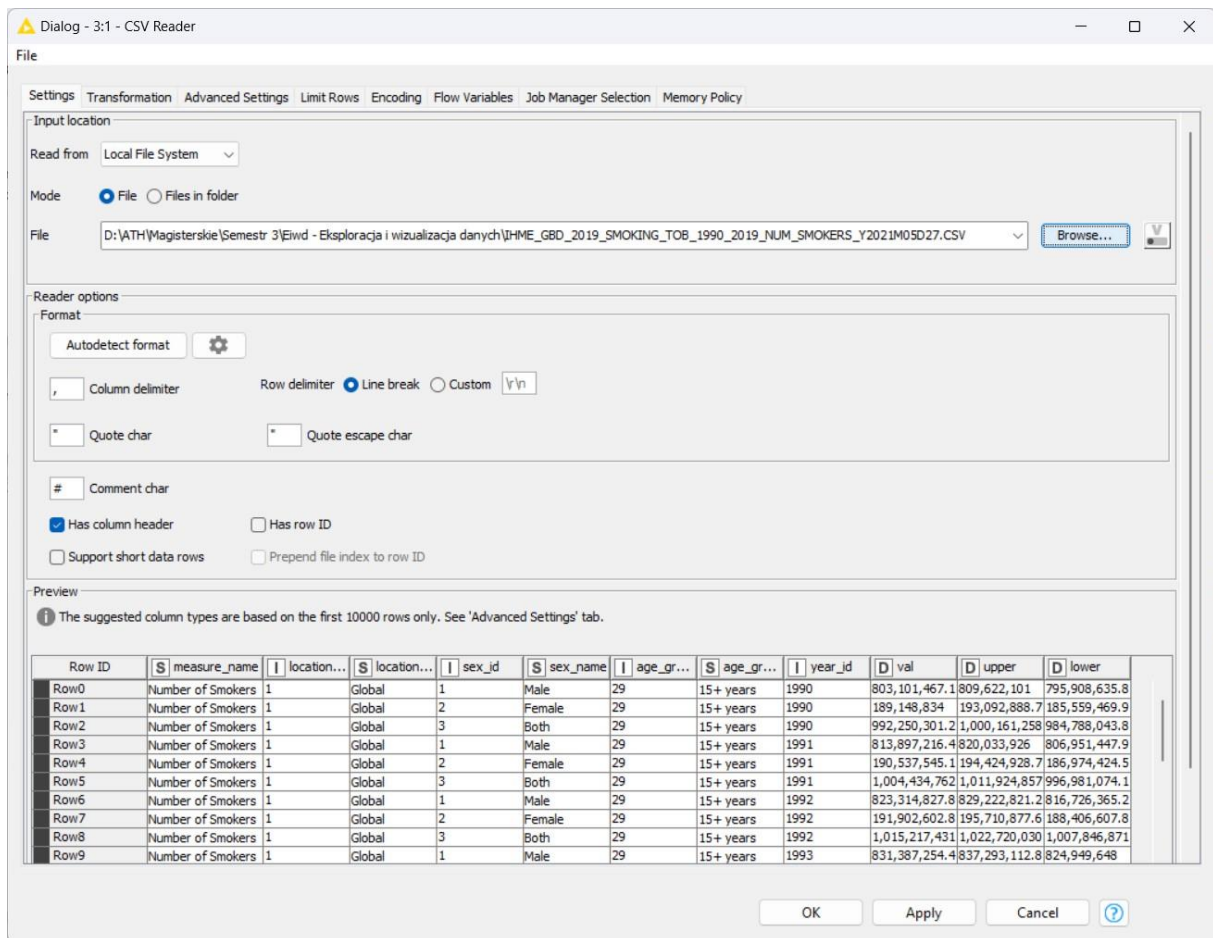 Dialog - 3:1 - CSV Reader
File
Settings Transformation Advanced Settings Limit Rows Encoding Flow Variables Job Manager Selection Memory Policy
Input location
Read from Local File System
Mode File Files in folder
File D:\ATH\Magisterskie\Semestr 3\Eiwd - Eksploracja i wizualizacja danych\IHME_GBD_2019_SMOKING_TOB_1990_2019_NUM_SMOKERS_Y2021M05D27.CSV Browse... V
Reader options
Format
Autodetect format
, Column delimiter Row delimiter Line break Custom \r\n
" Quote char " Quote escape char
# Comment char
Has column header Has row ID
Support short data rows Prepend file index to row ID
Preview
The suggested column types are based on the first 10000 rows only. See 'Advanced Settings' tab.
Row ID S measure_name I location... S location... I sex_id S sex_name I age_gr... S age_gr... I year_id D val D upper D lower
Row0 Number of Smokers 1 Global 1 Male 29 15+ years 1990 803,101,467.1 809,622,101 795,908,635.8
Row1 Number of Smokers 1 Global 2 Female 29 15+ years 1990 189,148,834 193,092,888.7 185,559,469.9
Row2 Number of Smokers 1 Global 3 Both 29 15+ years 1990 992,250,301.2 1,000,161,258 984,788,043.8
Row3 Number of Smokers 1 Global 1 Male 29 15+ years 1991 813,897,216.4 820,033,926 806,951,447.9
Row4 Number of Smokers 1 Global 2 Female 29 15+ years 1991 190,537,545.1 194,424,928.7 186,974,424.5
Row5 Number of Smokers 1 Global 3 Both 29 15+ years 1991 1,004,434,762 1,011,924,857 996,981,074.1
Row6 Number of Smokers 1 Global 1 Male 29 15+ years 1992 823,314,827.8 829,222,821.2 816,726,365.2
Row7 Number of Smokers 1 Global 2 Female 29 15+ years 1992 191,902,602.8 195,710,877.6 188,406,607.8
Row8 Number of Smokers 1 Global 3 Both 29 15+ years 1992 1,015,217,431 1,022,720,030 1,007,846,871
Row9 Number of Smokers 1 Global 1 Male 29 15+ years 1993 831,387,254.4 837,293,112.8 824,949,648
OK Apply Cancel ?